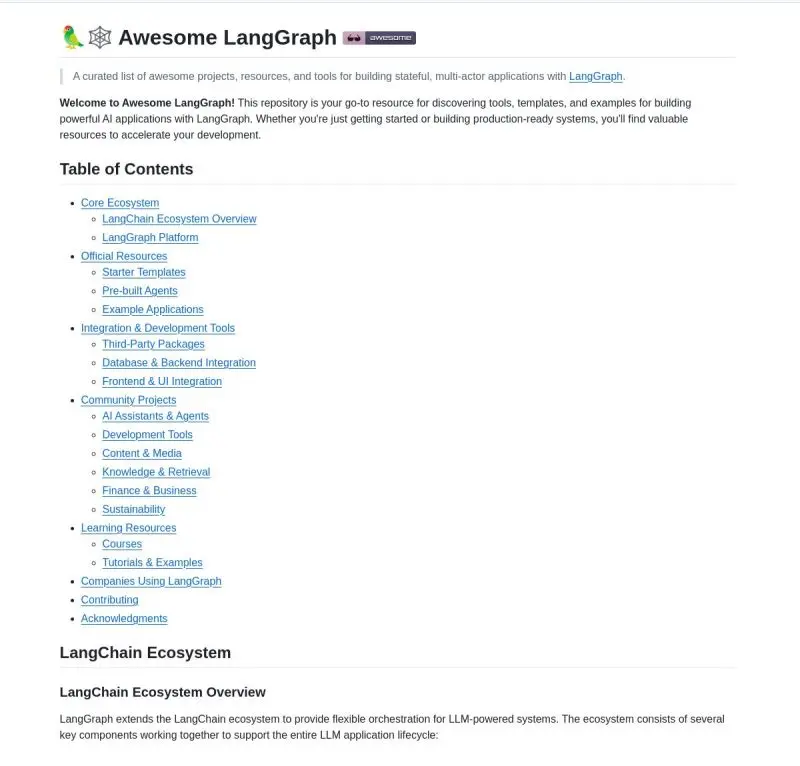 Awesome LangGraph awesome
A curated list of awesome projects, resources, and tools for building stateful, multi-actor applications with LangGraph.
Welcome to Awesome LangGraph! This repository is your go-to resource for discovering tools, templates, and examples for building
powerful AI applications with LangGraph. Whether you're just getting started or building production-ready systems, you'll find valuable
resources to accelerate your development.
Table of Contents
Core Ecosystem
LangChain Ecosystem Overview
LangGraph Platform
Official Resources
Starter Templates
Pre-built Agents
Example Applications
Integration & Development Tools
Third-Party Packages
Database & Backend Integration
Frontend & UI Integration
Community Projects
AI Assistants & Agents
Development Tools
Content & Media
Knowledge & Retrieval
Finance & Business
Sustainability
Learning Resources
Courses
Tutorials & Examples
Companies Using LangGraph
Contributing
Acknowledgments
LangChain Ecosystem
LangChain Ecosystem Overview
LangGraph extends the LangChain ecosystem to provide flexible orchestration for LLM-powered systems. The ecosystem consists of several
key components working together to support the entire LLM application lifecycle: